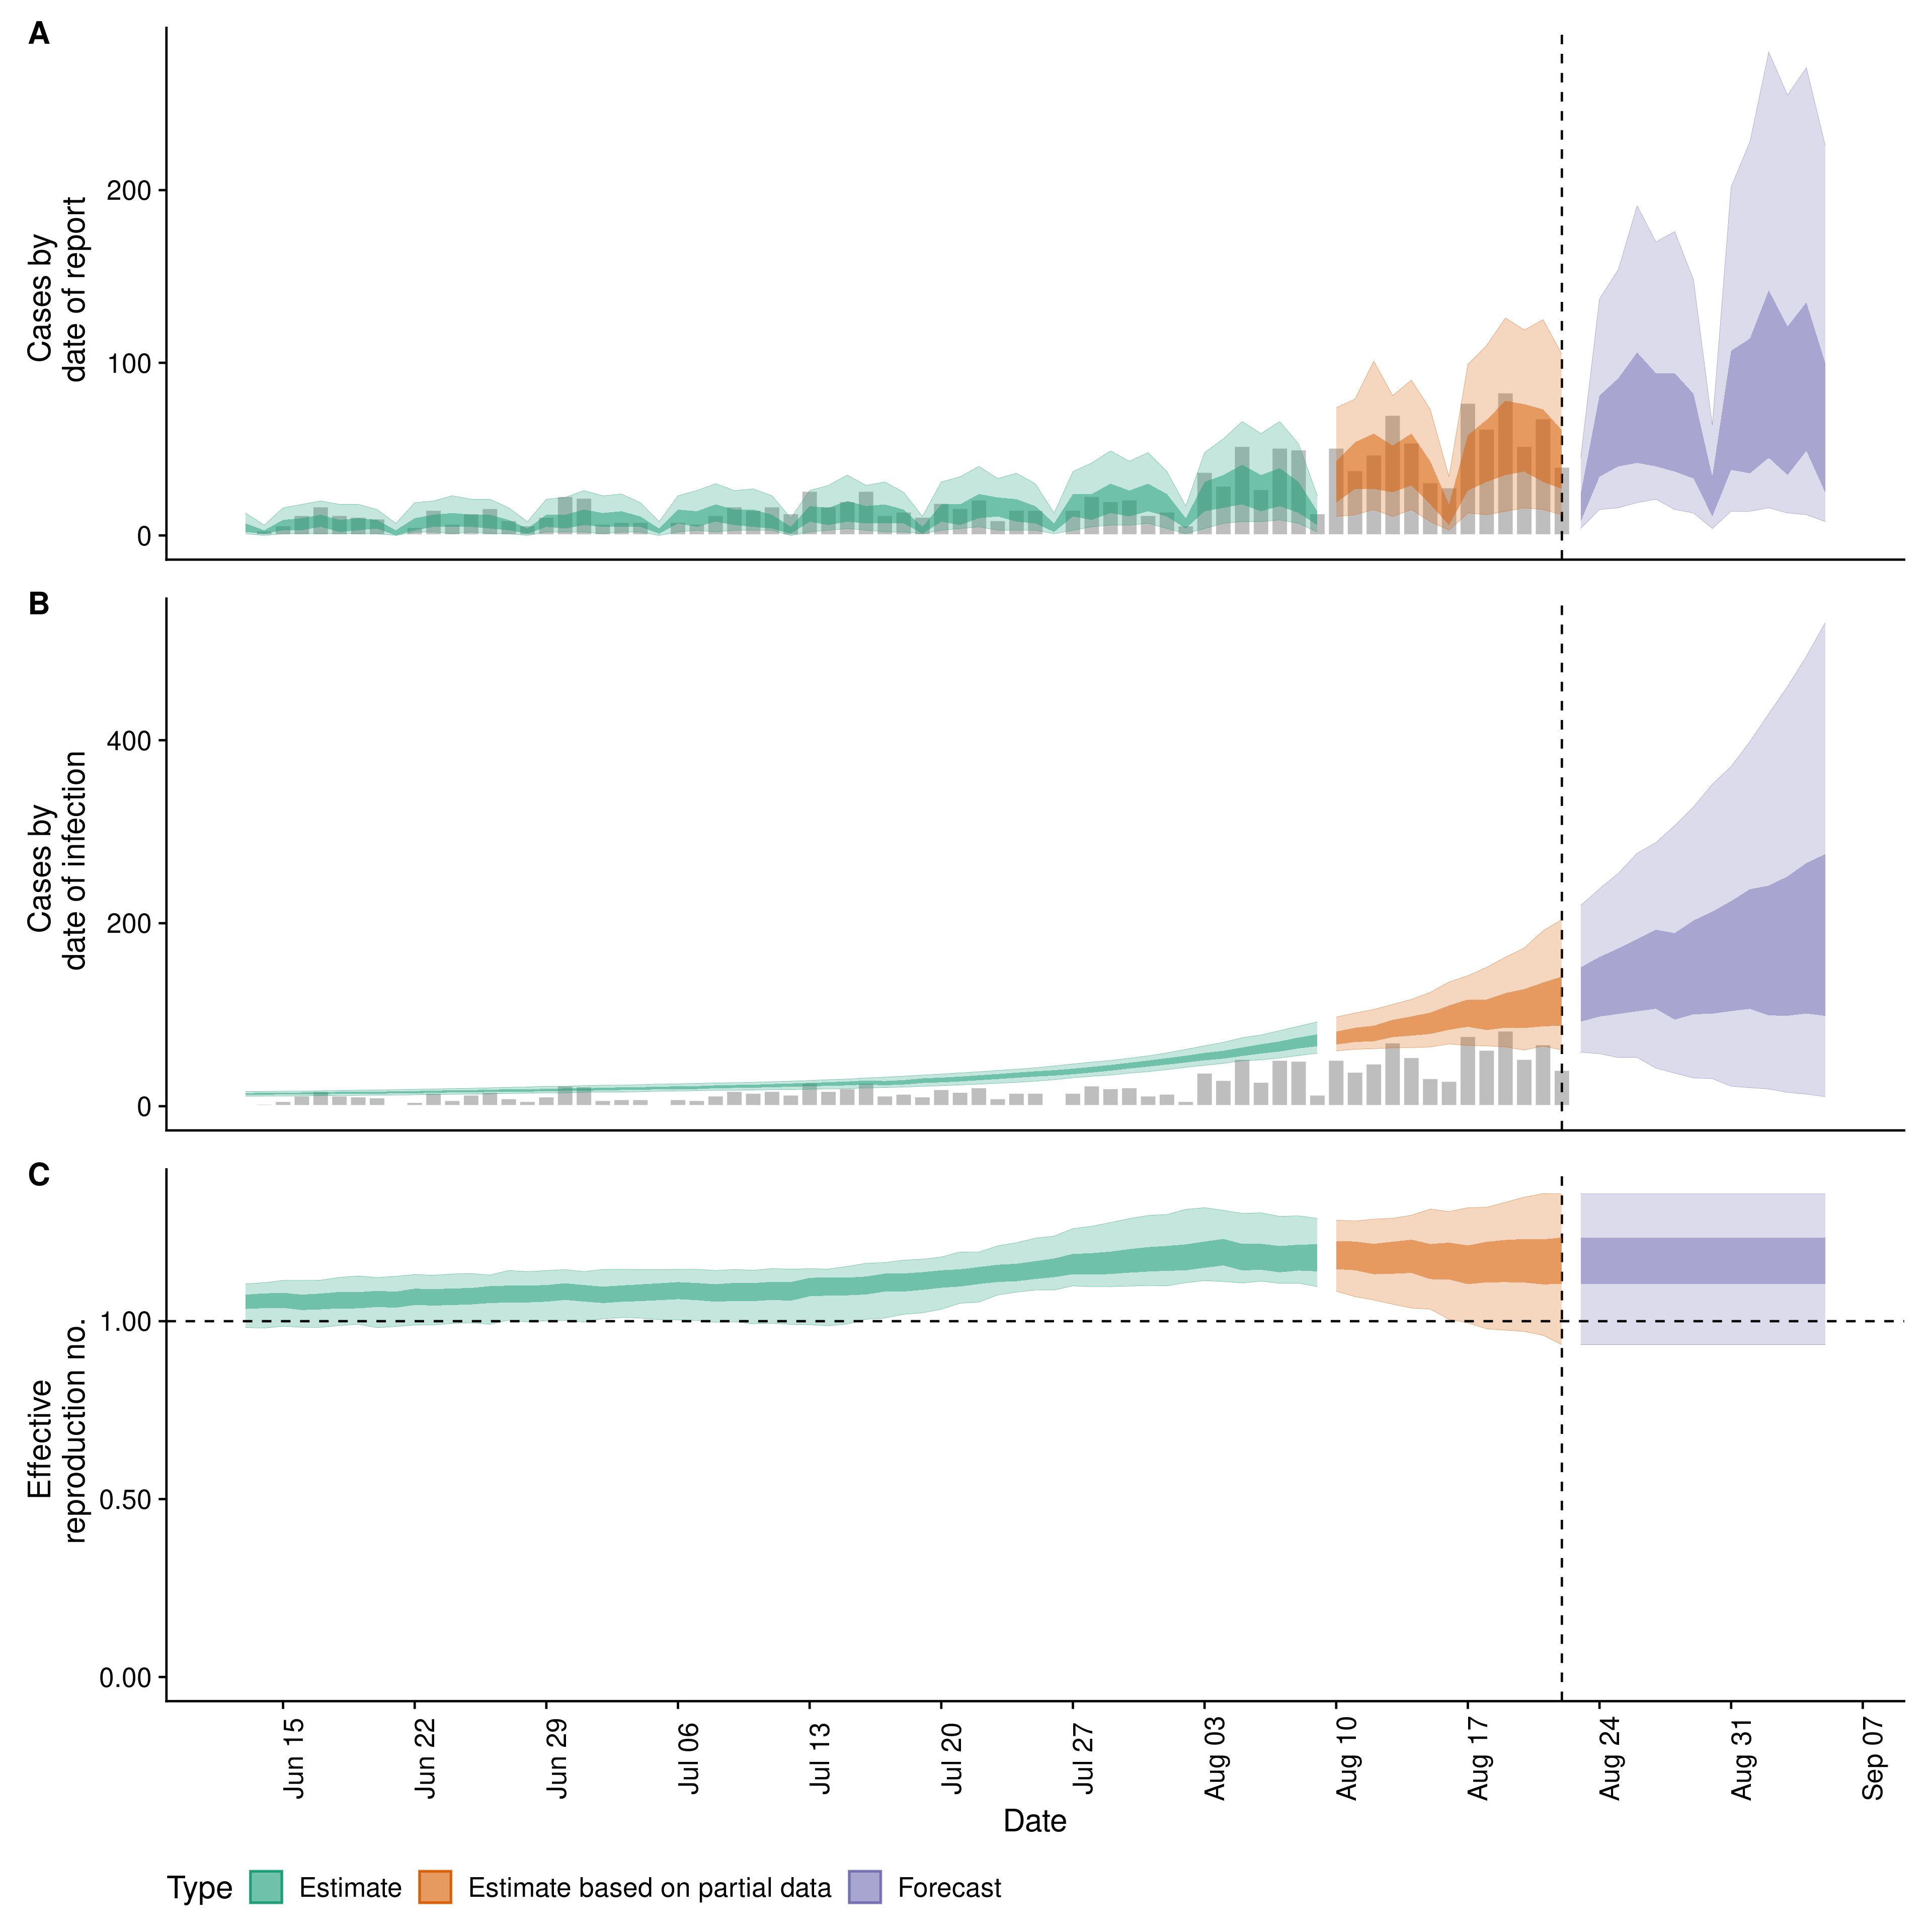 A
Cases by
date of report
200
100
0
B
Cases by
date of infection
400
200
0
C
Effective
reproduction no.
1.00
0.50
0.00
Jun 15
Jun 22
Jun 29
Jul 06
Jul 13
Jul 20
Jul 27
Aug 03
Aug 10
Aug 17
Aug 24
Aug 31
Sep 07
Date
Type Estimate Estimate based on partial data Forecast